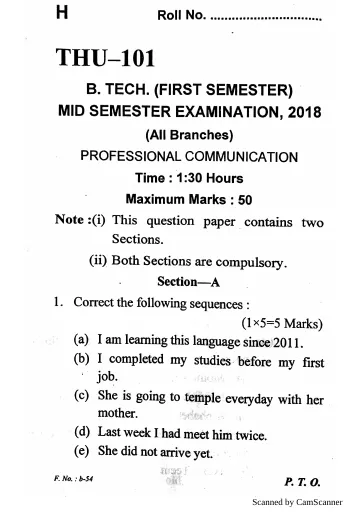 H Roll No. ................................
THU–101
B. TECH. (FIRST SEMESTER)
MID SEMESTER EXAMINATION, 2018
(All Branches)
PROFESSIONAL COMMUNICATION
Time : 1:30 Hours
Maximum Marks : 50
Note :(i) This question paper contains two
Sections.
(ii) Both Sections are compulsory.
Section—A
1. Correct the following sequences :
(1×5=5 Marks)
(a) I am learning this language since 2011.
(b) I completed my studies before my first
job.
(c) She is going to temple everyday with her
mother.
(d) Last week I had meet him twice.
(e) She did not arrive yet.
F. No. : b-54 P. T. O.
Scanned by CamScanner